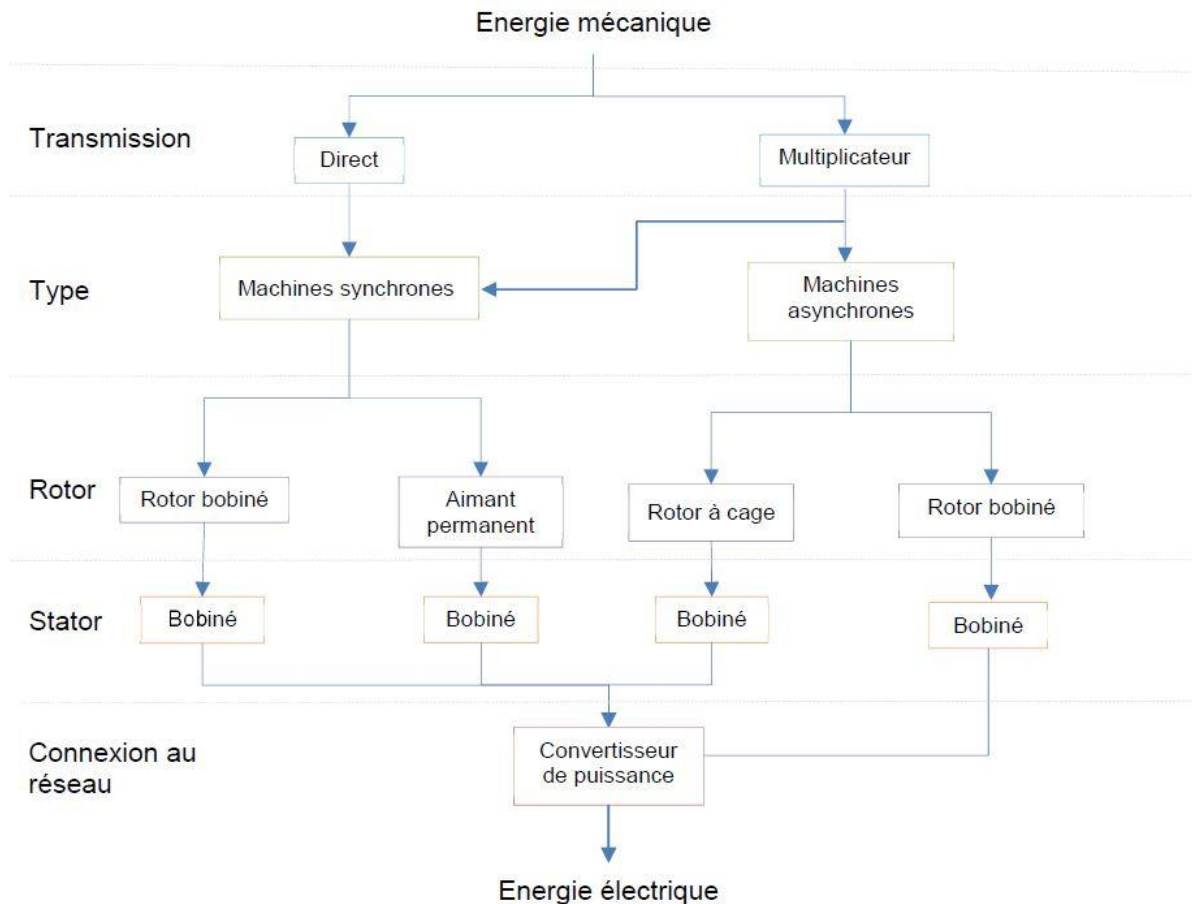 Energie mécanique
Transmission
Direct
Multiplicateur
Type
Machines synchrones
Machines
asynchrones
Rotor
Rotor bobiné
Aimant
permanent
Rotor à cage
Rotor bobiné
Stator
Bobiné
Bobiné
Bobiné
Bobiné
Connexion au
réseau
Convertisseur
de puissance
Energie électrique